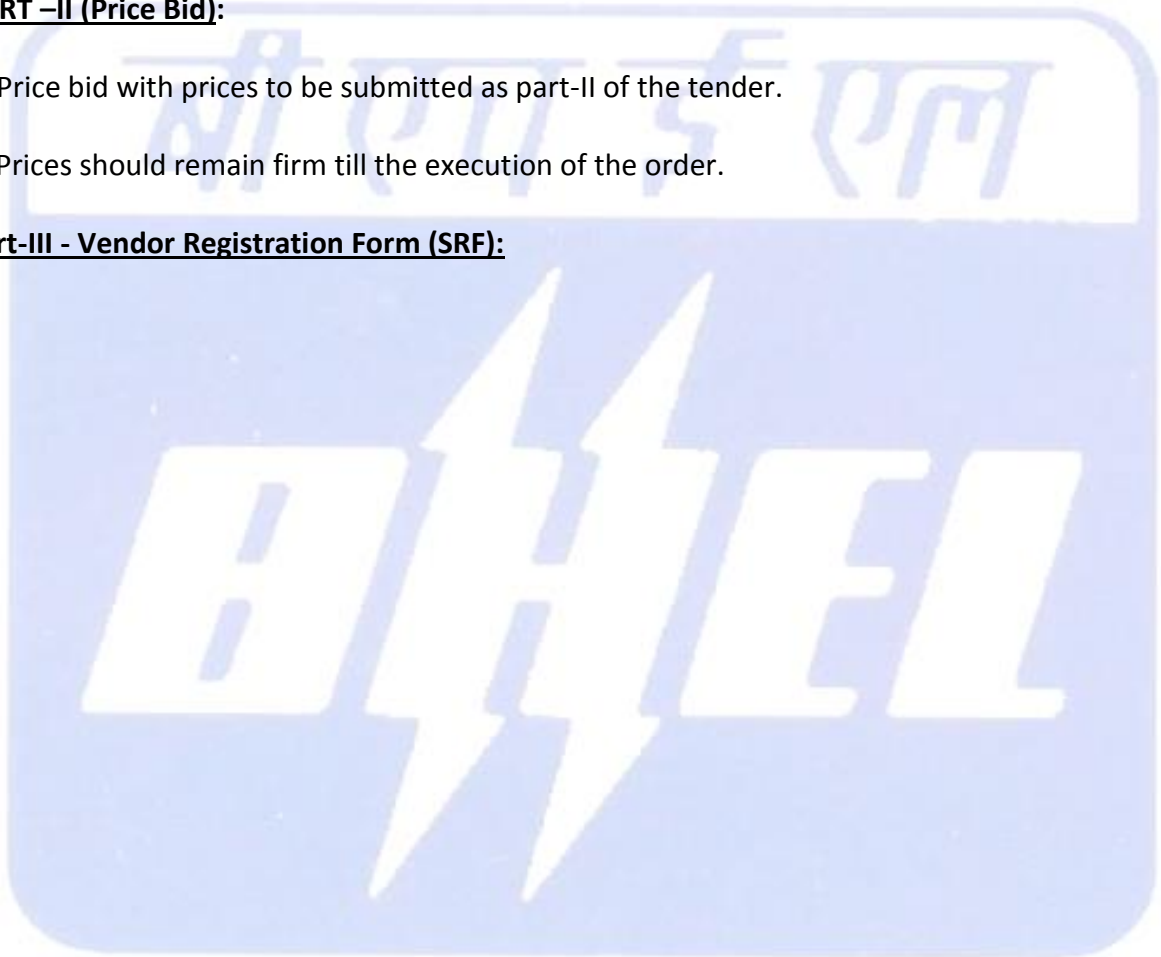 RT –II (Price Bid):
Price bid with prices to be submitted as part-II of the tender.
बी एच ई एल
Prices should remain firm till the execution of the order.
rt-III - Vendor Registration Form (SRF):
BHEL